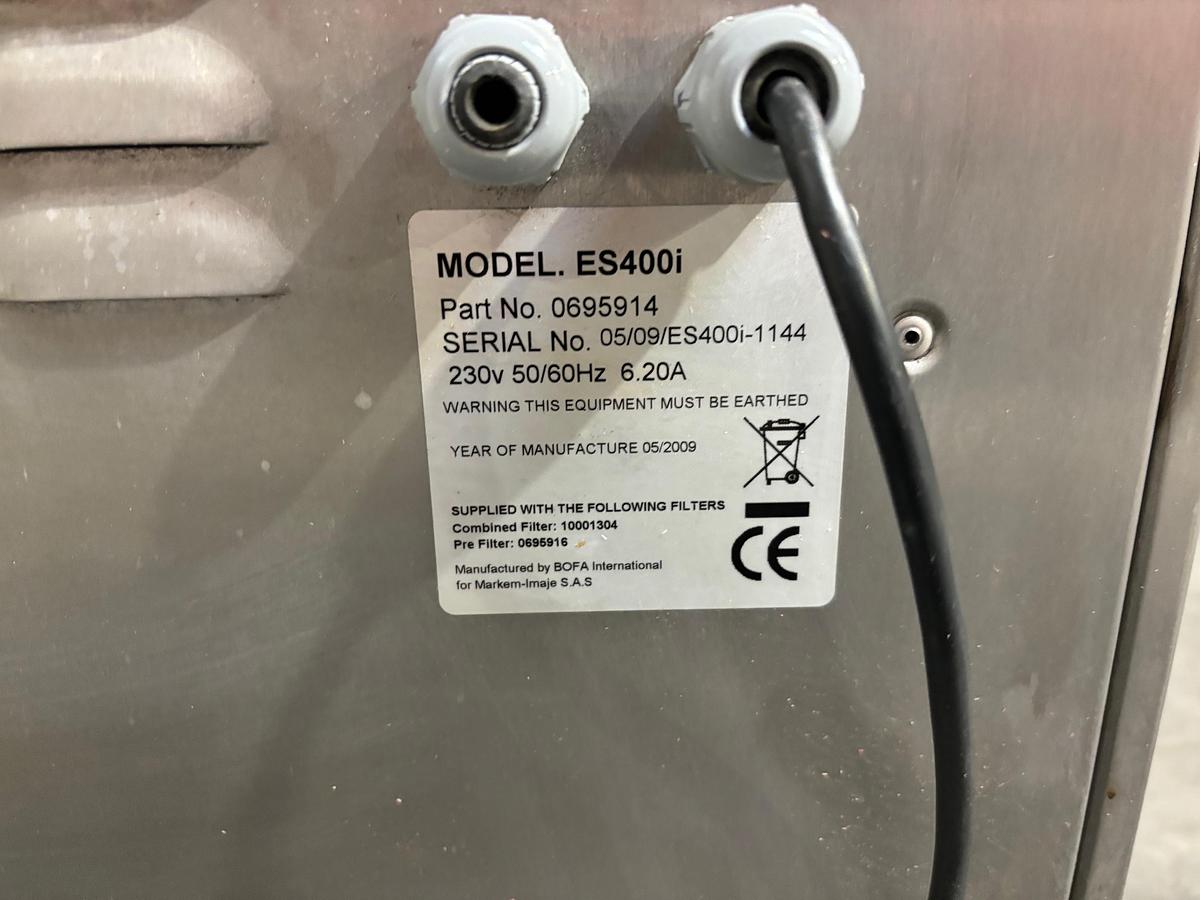 MODEL. ES400i
Part No. 0695914
SERIAL No. 05/09/ES400i-1144
230v 50/60Hz 6.20A
WARNING THIS EQUIPMENT MUST BE EARTHED
YEAR OF MANUFACTURE 05/2009
SUPPLIED WITH THE FOLLOWING FILTERS
Combined Filter: 10001304
Pre Filter: 0695916
CE
Manufactured by BOFA International
for Markem-Imaje S.A.S